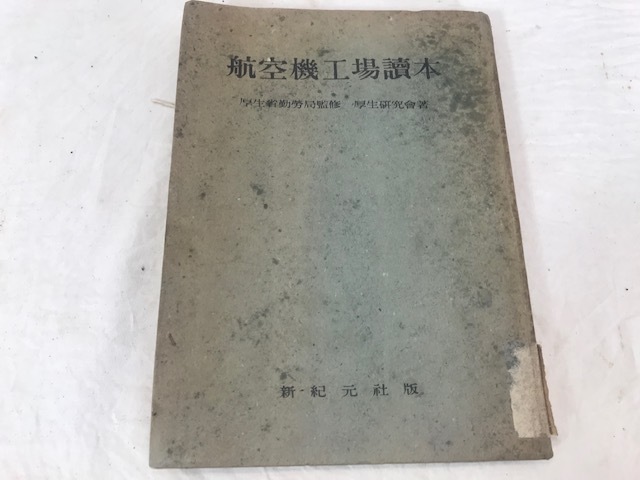 航空機工場讀本
厚生省勤勞局監修 厚生研究會著
新紀元社版